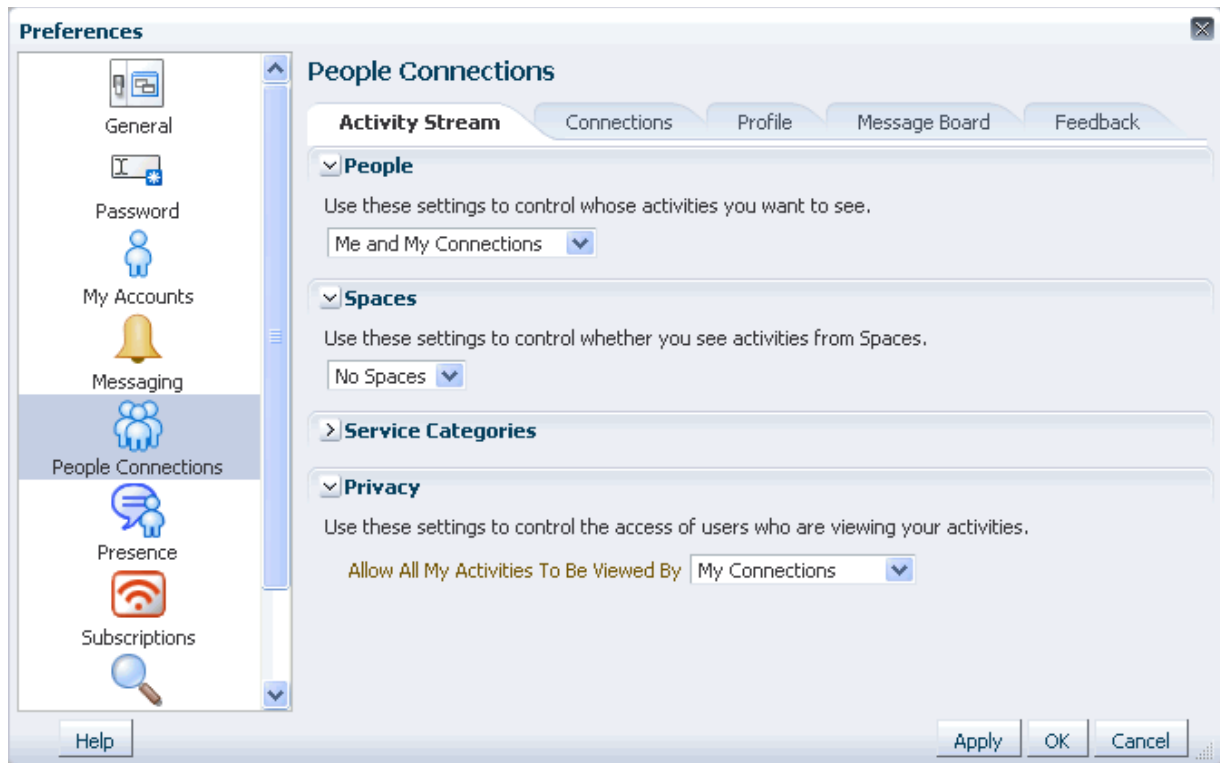 Preferences
General
Password
My Accounts
Messaging
People Connections
Presence
Subscriptions
People Connections
Activity Stream Connections Profile Message Board Feedback
People
Use these settings to control whose activities you want to see.
Me and My Connections
Spaces
Use these settings to control whether you see activities from Spaces.
No Spaces
Service Categories
Privacy
Use these settings to control the access of users who are viewing your activities.
Allow All My Activities To Be Viewed By My Connections
Help Apply OK Cancel